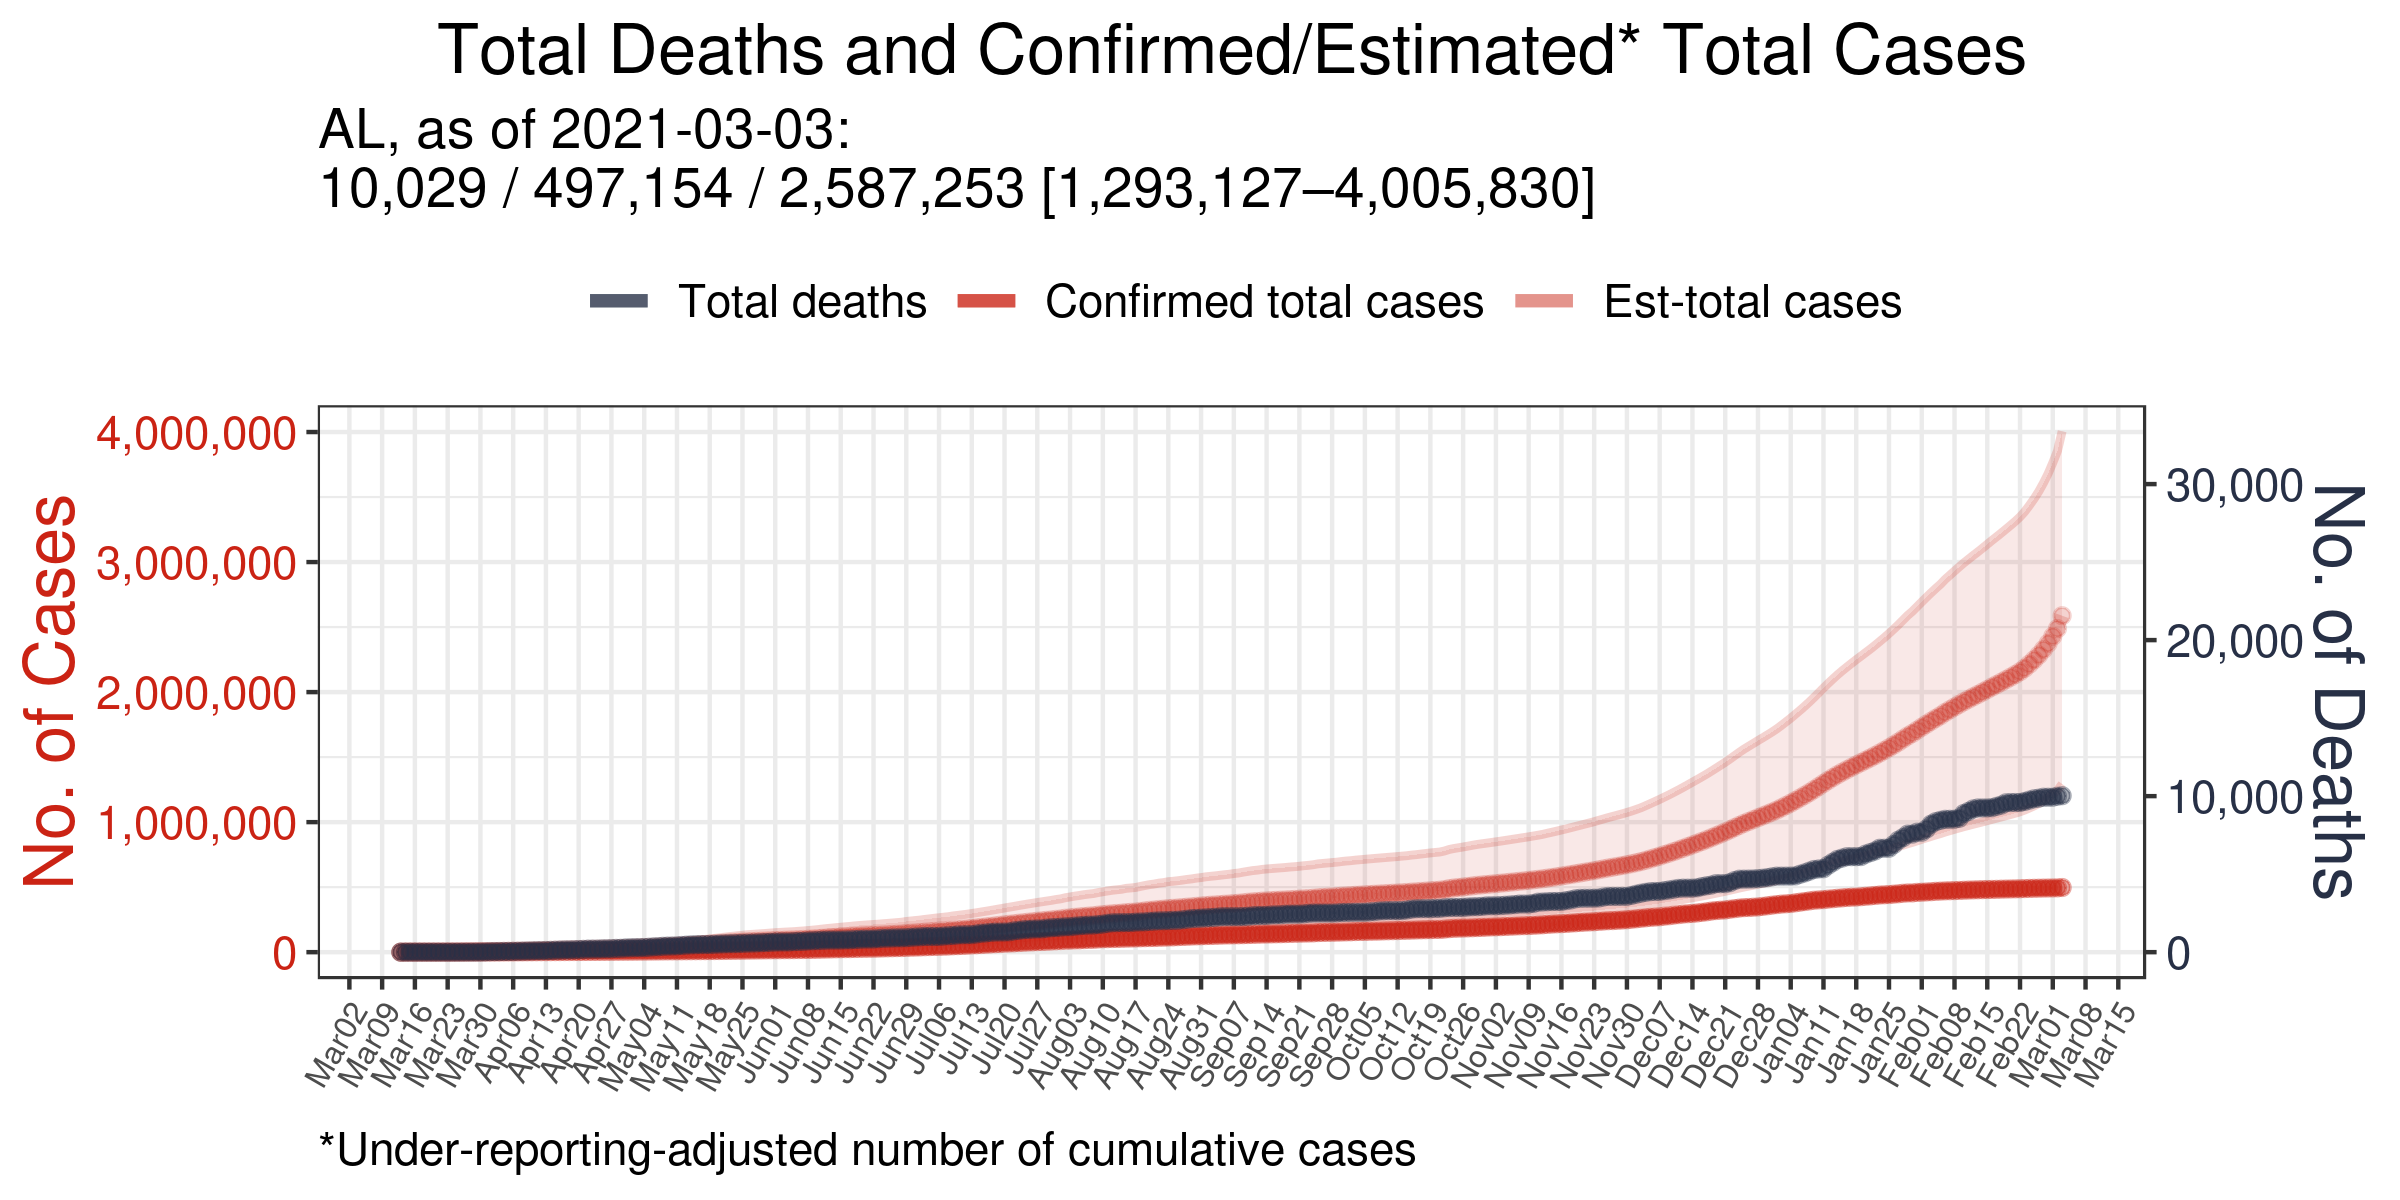 Total Deaths and Confirmed/Estimated* Total Cases
AL, as of 2021-03-03:
10,029 / 497,154 / 2,587,253 [1,293,127–4,005,830]
Total deaths
Confirmed total cases
Est-total cases
No. of Cases
4,000,000
3,000,000
2,000,000
1,000,000
0
30,000
20,000
10,000
0
No. of Deaths
Mar02
Mar09
Mar16
Mar23
Mar30
Apr06
Apr13
Apr20
Apr27
May04
May11
May18
May25
Jun01
Jun08
Jun15
Jun22
Jun29
Jul06
Jul13
Jul20
Jul27
Aug03
Aug10
Aug17
Aug24
Aug31
Sep07
Sep14
Sep21
Sep28
Oct05
Oct12
Oct19
Oct26
Nov02
Nov09
Nov16
Nov23
Nov30
Dec07
Dec14
Dec21
Dec28
Jan04
Jan11
Jan18
Jan25
Feb01
Feb08
Feb15
Feb22
Mar01
Mar08
Mar15
*Under-reporting-adjusted number of cumulative cases